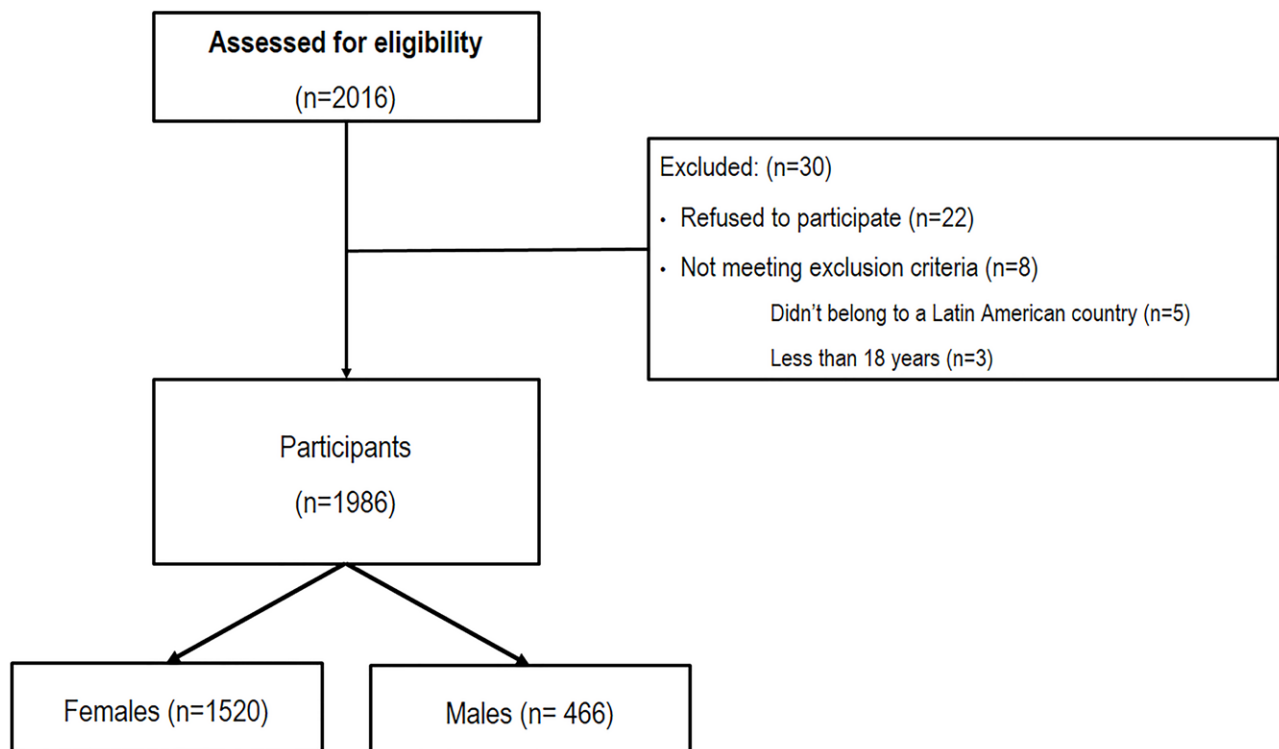 Assessed for eligibility
(n=2016)
Excluded: (n=30)
• Refused to participate (n=22)
• Not meeting exclusion criteria (n=8)
Didn’t belong to a Latin American country (n=5)
Less than 18 years (n=3)
Participants
(n=1986)
Females (n=1520)
Males (n= 466)